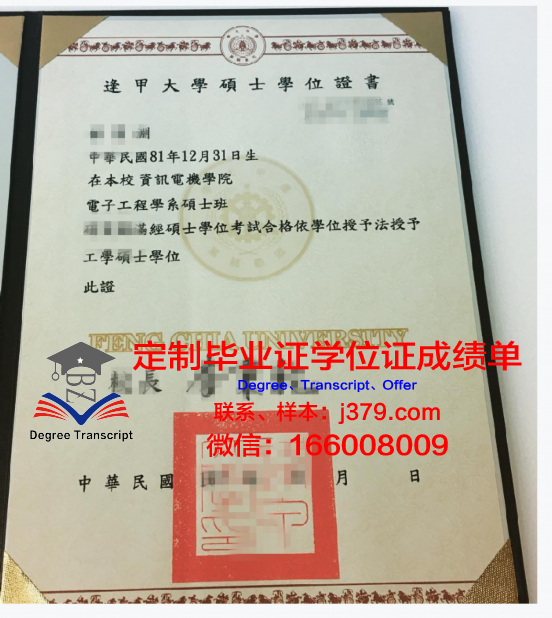 逢甲大學碩士學位證書
號
中華民國81年12月31日生
在本校 資訊電機學院
電子工程學系碩士班
經碩士學位考試合格依學位授予法授予
工學碩士學位
此證
FENG CHIA UNIVERSITY
定制毕业证学位证成绩单
Degree、Transcript、Offer
校長
BZ
联系、样本：j379.com
Degree Transcript
微信：166008009
中華民國 月 日